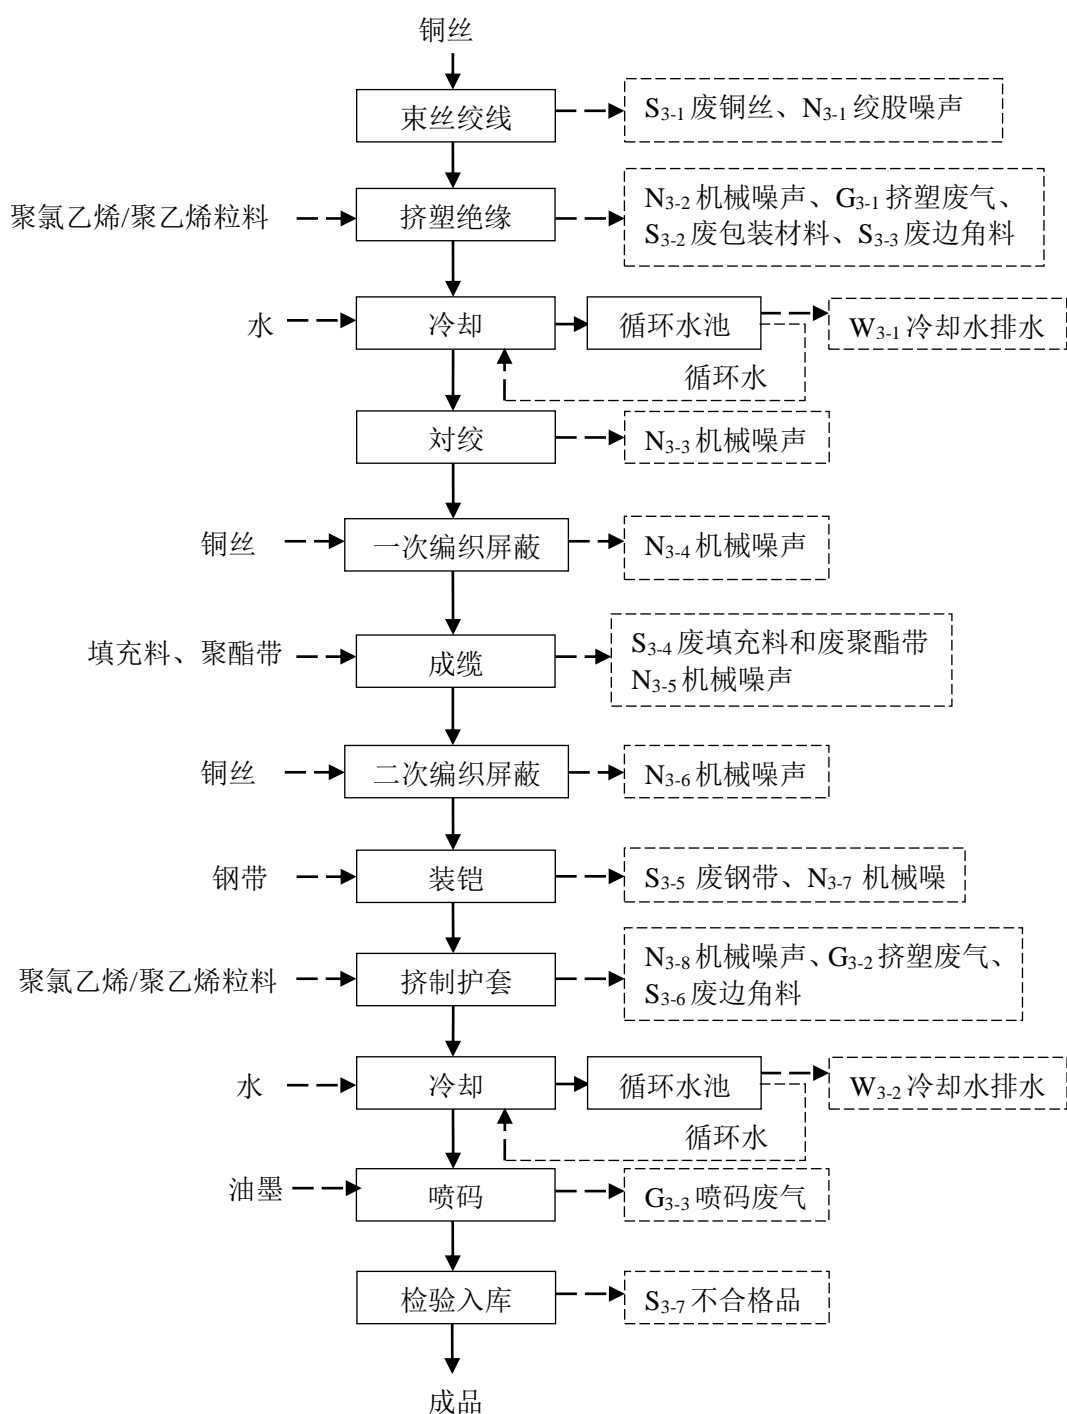 铜丝
束丝绞线
S3-1 废铜丝、N3-1 绞股噪声
聚氯乙烯/聚乙烯粒料
挤塑绝缘
N3-2 机械噪声、G3-1 挤塑废气、
S3-2 废包装材料、S3-3 废边角料
水
冷却
循环水池
W3-1 冷却水排水
循环水
对绞
N3-3 机械噪声
铜丝
一次编织屏蔽
N3-4 机械噪声
填充料、聚酯带
成缆
S3-4 废填充料和废聚酯带
N3-5 机械噪声
铜丝
二次编织屏蔽
N3-6 机械噪声
钢带
装铠
S3-5 废钢带、N3-7 机械噪
聚氯乙烯/聚乙烯粒料
挤制护套
N3-8 机械噪声、G3-2 挤塑废气、
S3-6 废边角料
水
冷却
循环水池
W3-2 冷却水排水
循环水
油墨
喷码
G3-3 喷码废气
检验入库
S3-7 不合格品
成品